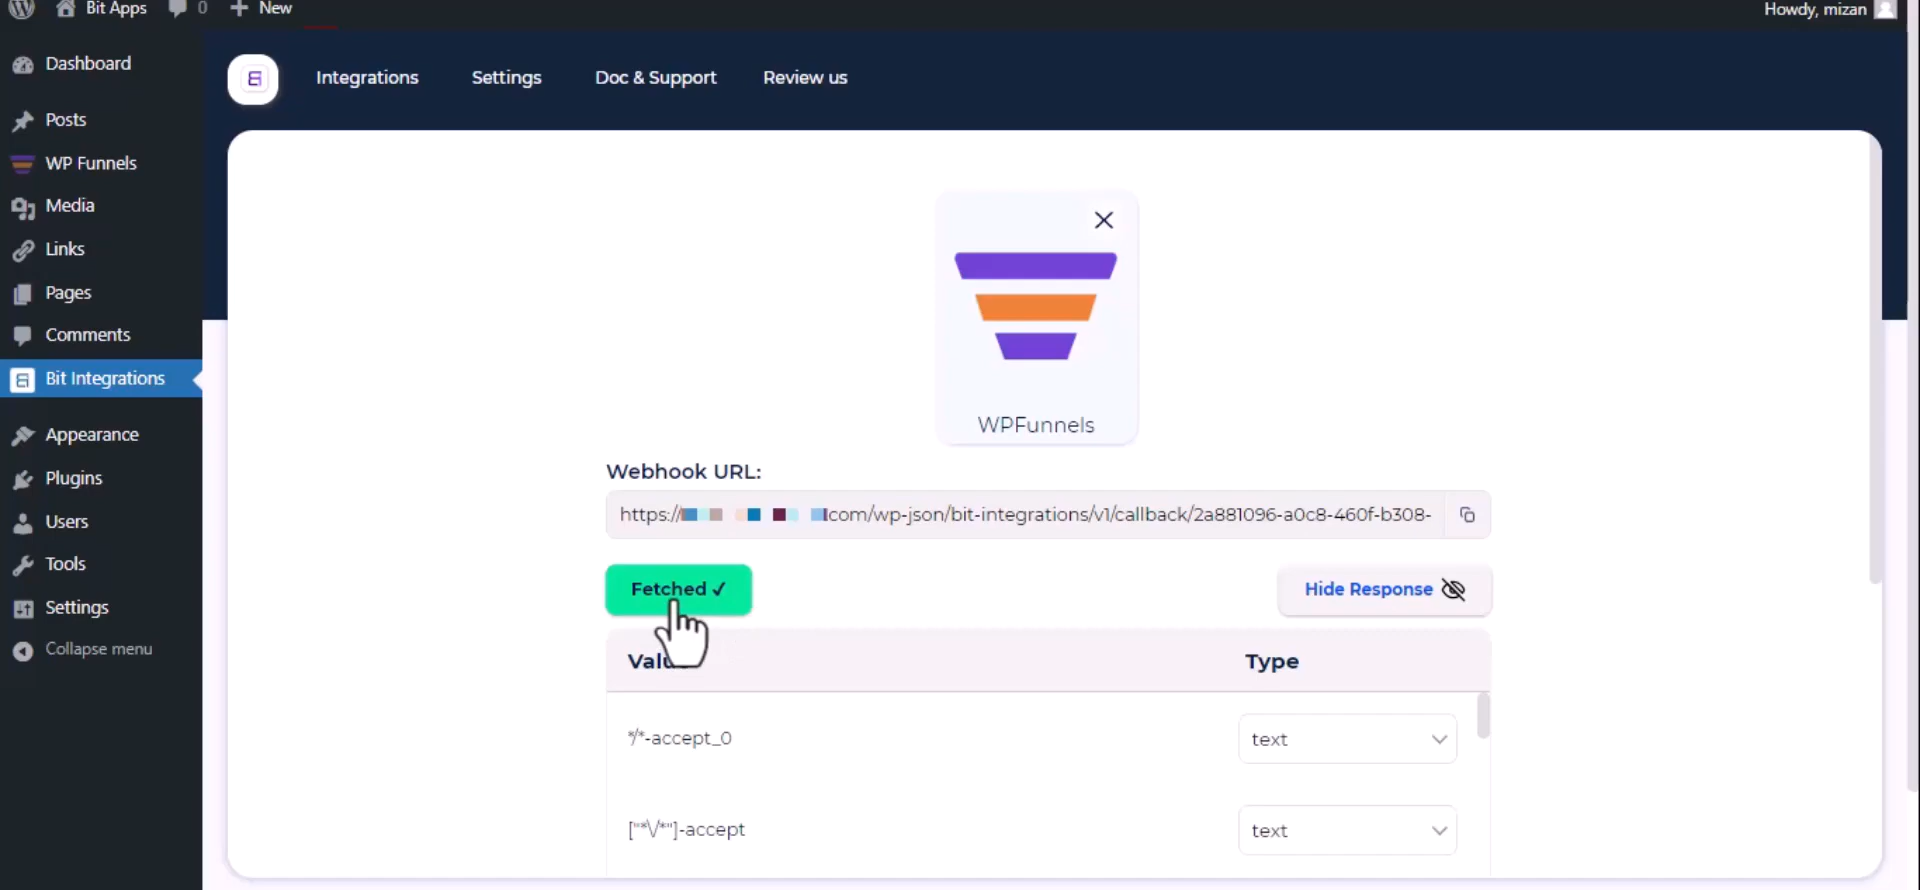 Bit Apps 0 New
Howdy, mizan
Dashboard
Posts
WP Funnels
Media
Links
Pages
Comments
Bit Integrations
Appearance
Plugins
Users
Tools
Settings
Collapse menu
Integrations Settings Doc & Support Review us
WPFunnels
Webhook URL:
https:// com/wp-json/bit-integrations/v1/callback/2a881096-a0c8-460f-b308-
Fetched ✓
Hide Response
Type
*/*-accept_0 text
["*\/*"]-accept text